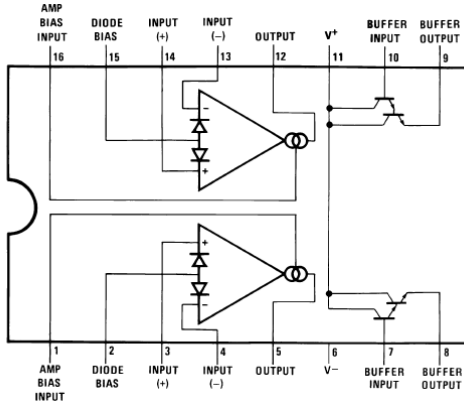 AMP
BIAS
INPUT
DIODE
BIAS
INPUT
(+)
INPUT
(−)
OUTPUT
V+
BUFFER
INPUT
BUFFER
OUTPUT
16
15
14
13
12
11
10
9
−
+
+
−
1
2
3
4
5
6
7
8
AMP
BIAS
INPUT
DIODE
BIAS
INPUT
(+)
INPUT
(−)
OUTPUT
V−
BUFFER
INPUT
BUFFER
OUTPUT